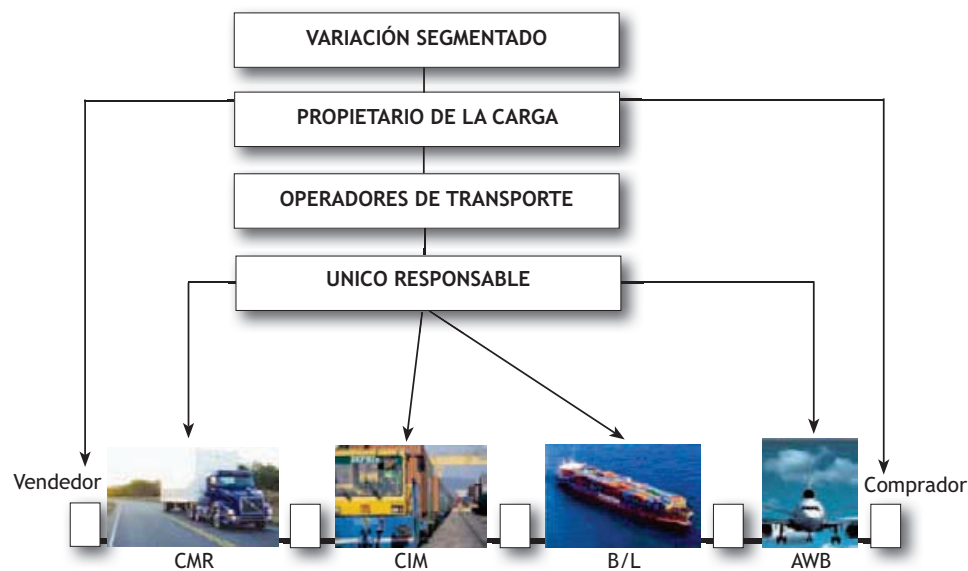 VARIACIÓN SEGMENTADO
PROPIETARIO DE LA CARGA
OPERADORES DE TRANSPORTE
UNICO RESPONSABLE
Vendedor
Comprador
CMR
CIM
B/L
AWB